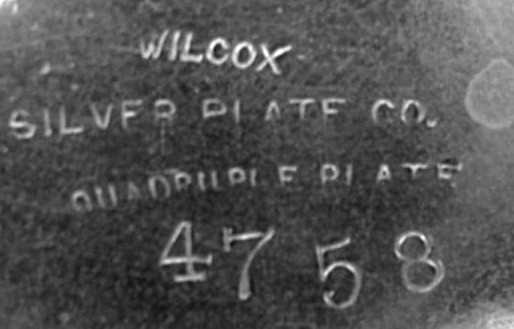 WILCOX
SILVER PLATE CO.
QUADRUPLE PLATE
4758